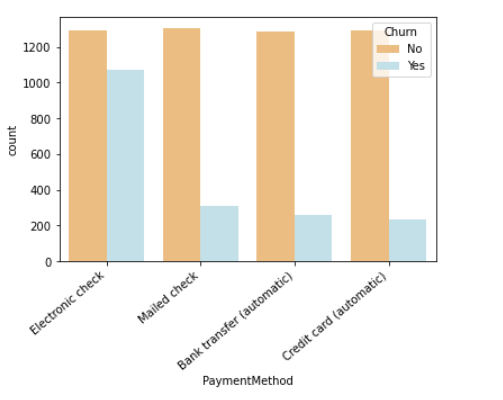 Churn
No
Yes
1200
1000
800
600
400
200
0
count
Electronic check
Mailed check
Bank transfer (automatic)
Credit card (automatic)
PaymentMethod